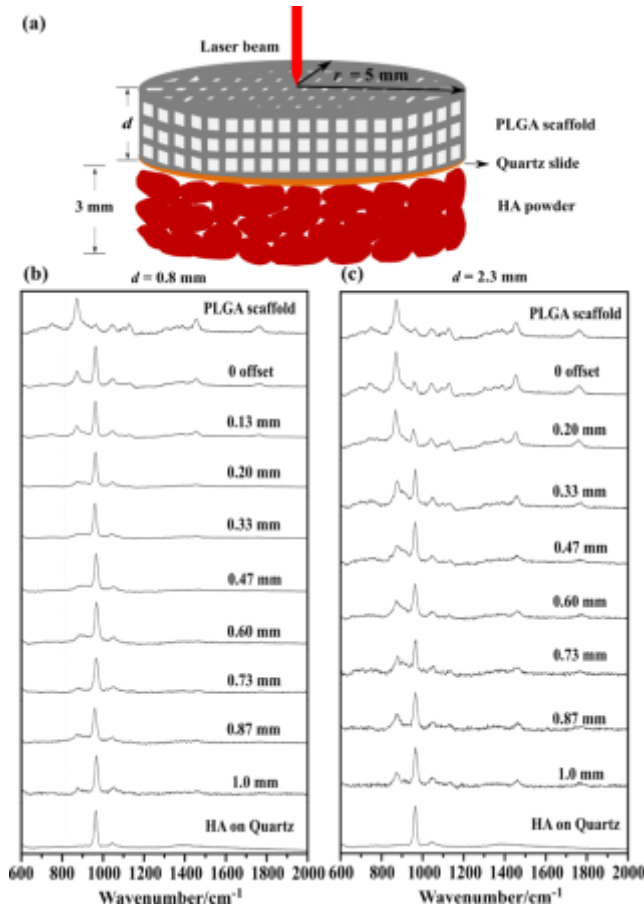 (a)
Laser beam
r = 5 mm
d
PLGA scaffold
Quartz slide
3 mm
HA powder
(b)
d = 0.8 mm
PLGA scaffold
0 offset
0.13 mm
0.20 mm
0.33 mm
0.47 mm
0.60 mm
0.73 mm
0.87 mm
1.0 mm
HA on Quartz
600 800 1000 1200 1400 1600 1800 2000
Wavenumber/cm⁻¹
(c)
d = 2.3 mm
PLGA scaffold
0 offset
0.20 mm
0.33 mm
0.47 mm
0.60 mm
0.73 mm
0.87 mm
1.0 mm
HA on Quartz
600 800 1000 1200 1400 1600 1800 2000
Wavenumber/cm⁻¹